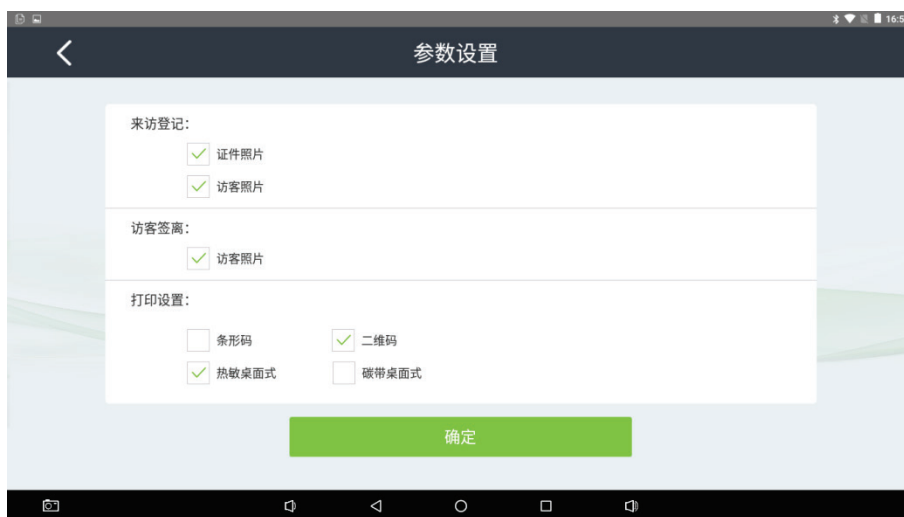 16:5
参数设置
来访登记：
证件照片
访客照片
访客签离：
访客照片
打印设置：
条形码 二维码
热敏桌面式 碳带桌面式
确定